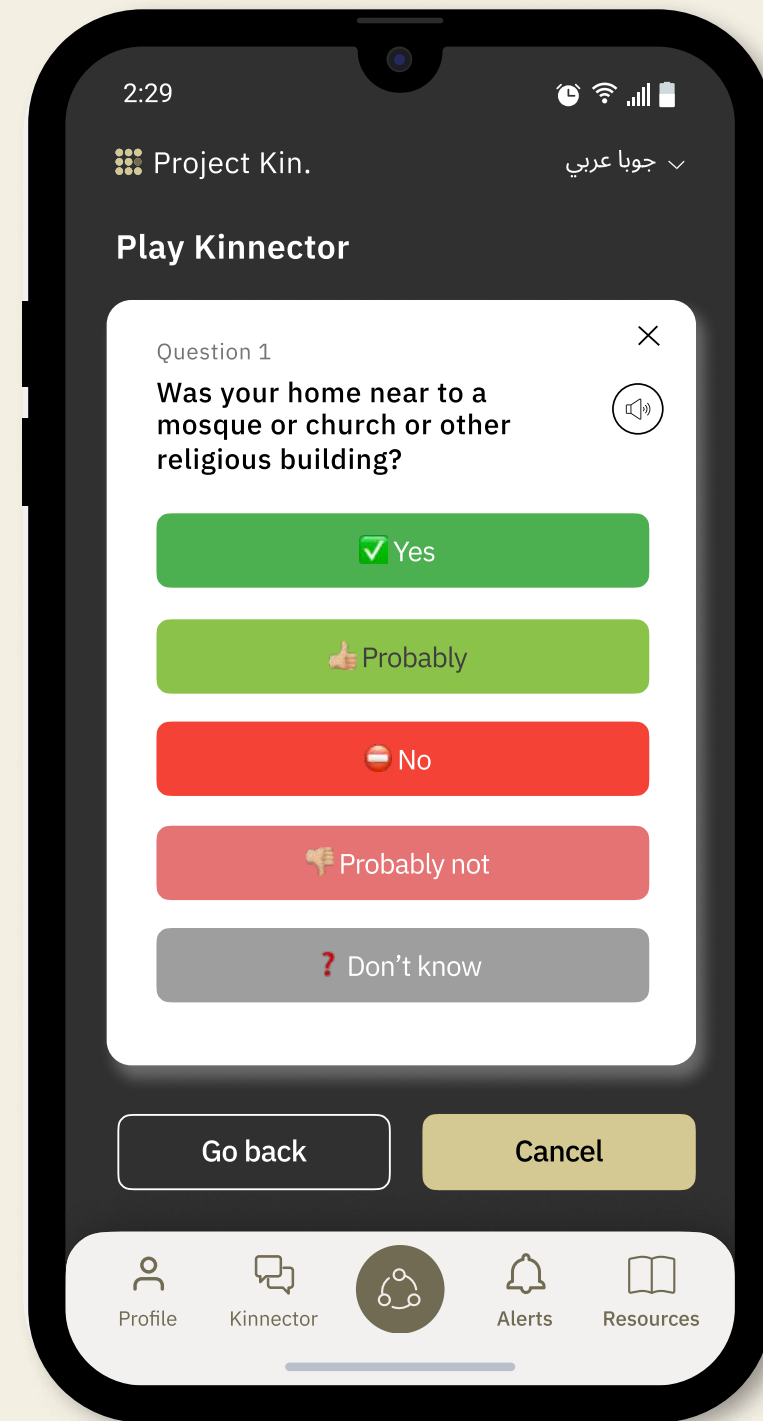 2:29
Project Kin.
جوبا عربي
Play Kinnector
Question 1
Was your home near to a
mosque or church or other
religious building?
Yes
Probably
No
Probably not
Don’t know
Go back
Cancel
Profile
Kinnector
Alerts
Resources